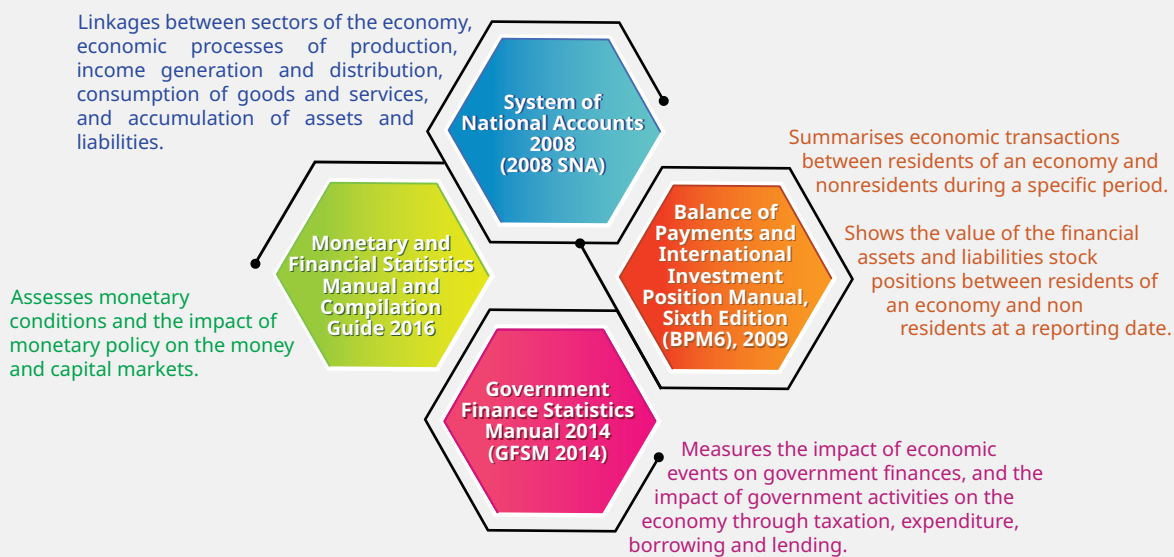 Linkages between sectors of the economy,
economic processes of production,
income generation and distribution,
consumption of goods and services,
and accumulation of assets and
liabilities.
System of
National Accounts
2008
(2008 SNA)
Summarises economic transactions
between residents of an economy and
nonresidents during a specific period.
Balance of
Payments and
International
Investment
Position Manual,
Sixth Edition
(BPM6), 2009
Shows the value of the financial
assets and liabilities stock
positions between residents of
an economy and non
residents at a reporting date.
Monetary and
Financial Statistics
Manual and
Compilation
Guide 2016
Assesses monetary
conditions and the impact of
monetary policy on the money
and capital markets.
Government
Finance Statistics
Manual 2014
(GFSM 2014)
Measures the impact of economic
events on government finances, and the
impact of government activities on the
economy through taxation, expenditure,
borrowing and lending.